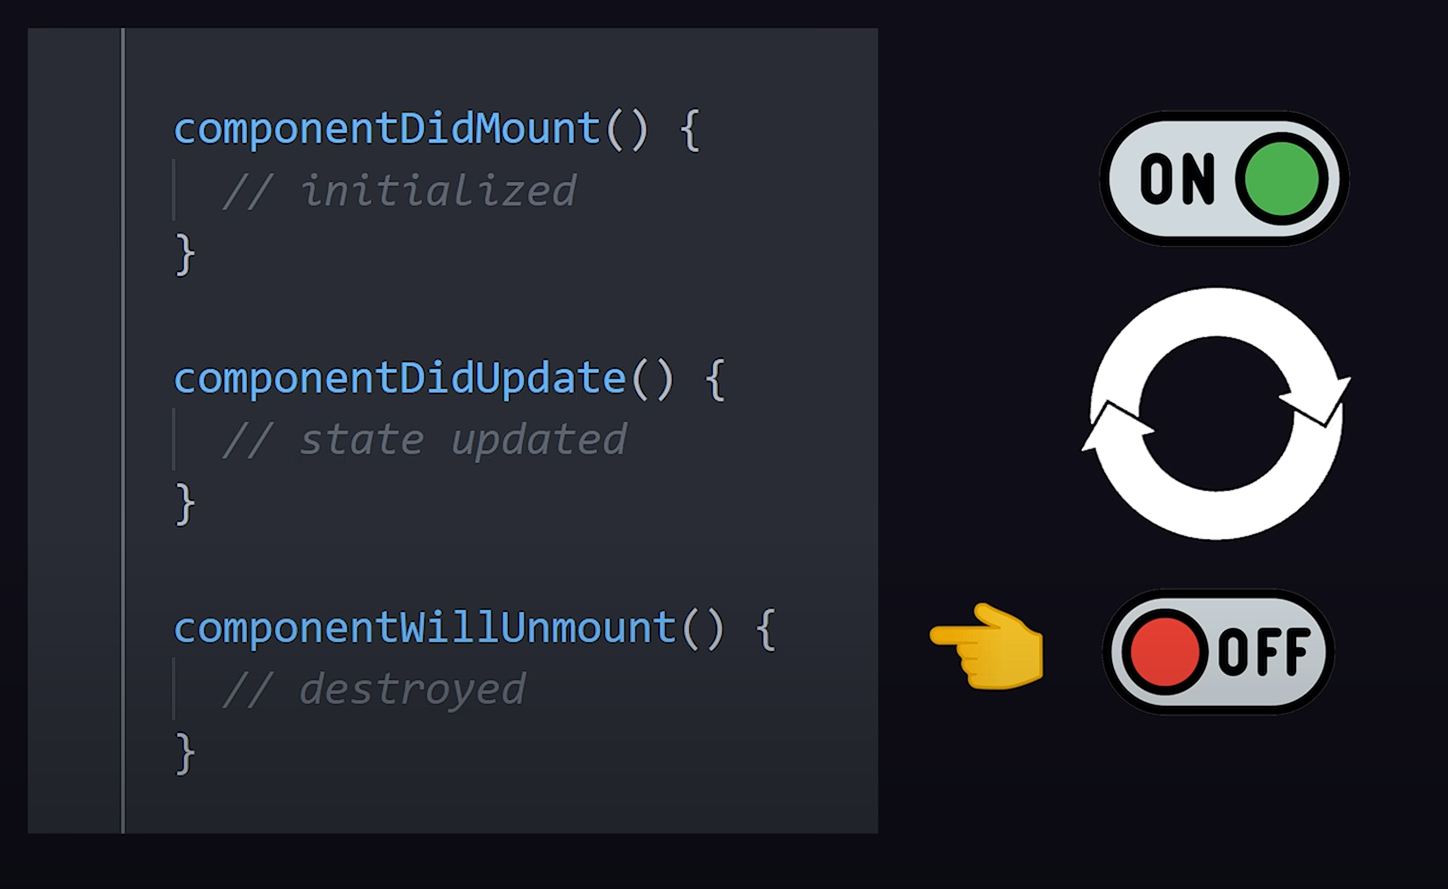 componentDidMount() {
// initialized
}
ON
componentDidUpdate() {
// state updated
}
componentWillUnmount() {
// destroyed
}
OFF